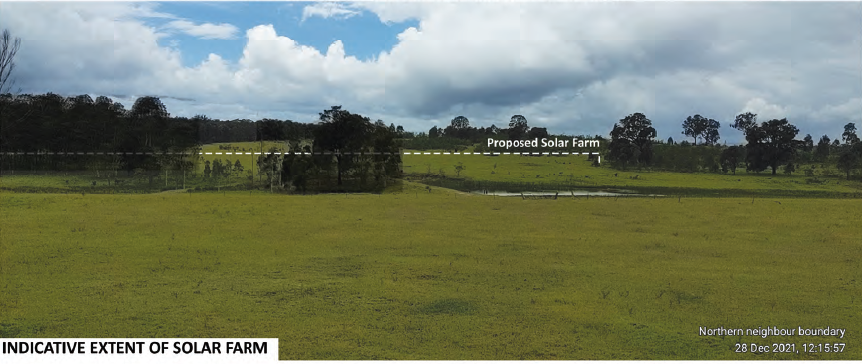 Proposed Solar Farm
Northern neighbour boundary
28 Dec 2021, 12:15:57
INDICATIVE EXTENT OF SOLAR FARM